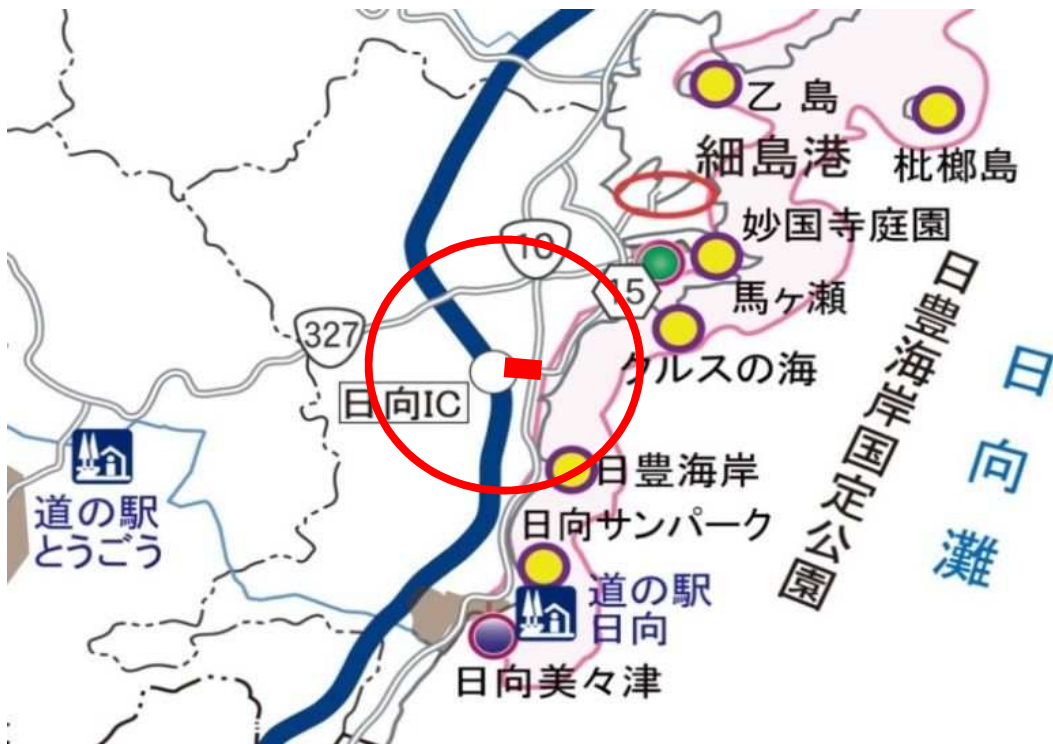 乙島
枇榔島
細島港
妙国寺庭園
10
馬ヶ瀬
15
クルスの海
327
日向IC
日豊海岸国定公園
日向灘
日豊海岸
道の駅
とうごう
日向サンパーク
道の駅
日向
日向美々津